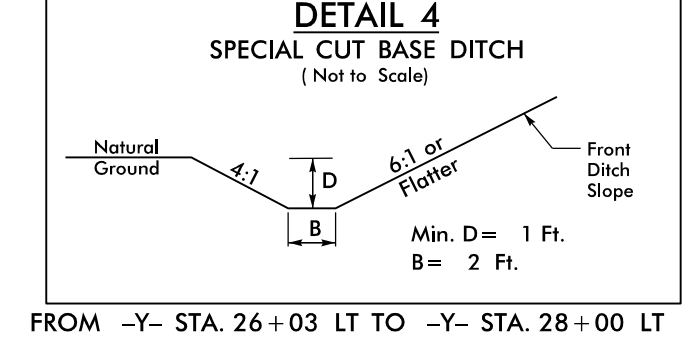 DETAIL 4
SPECIAL CUT BASE DITCH
( Not to Scale)
Natural
Ground
4:1
D
6:1 or
Flatter
Front
Ditch
Slope
B
Min. D= 1 Ft.
B= 2 Ft.
FROM -Y- STA. 26+03 LT TO -Y- STA. 28+00 LT